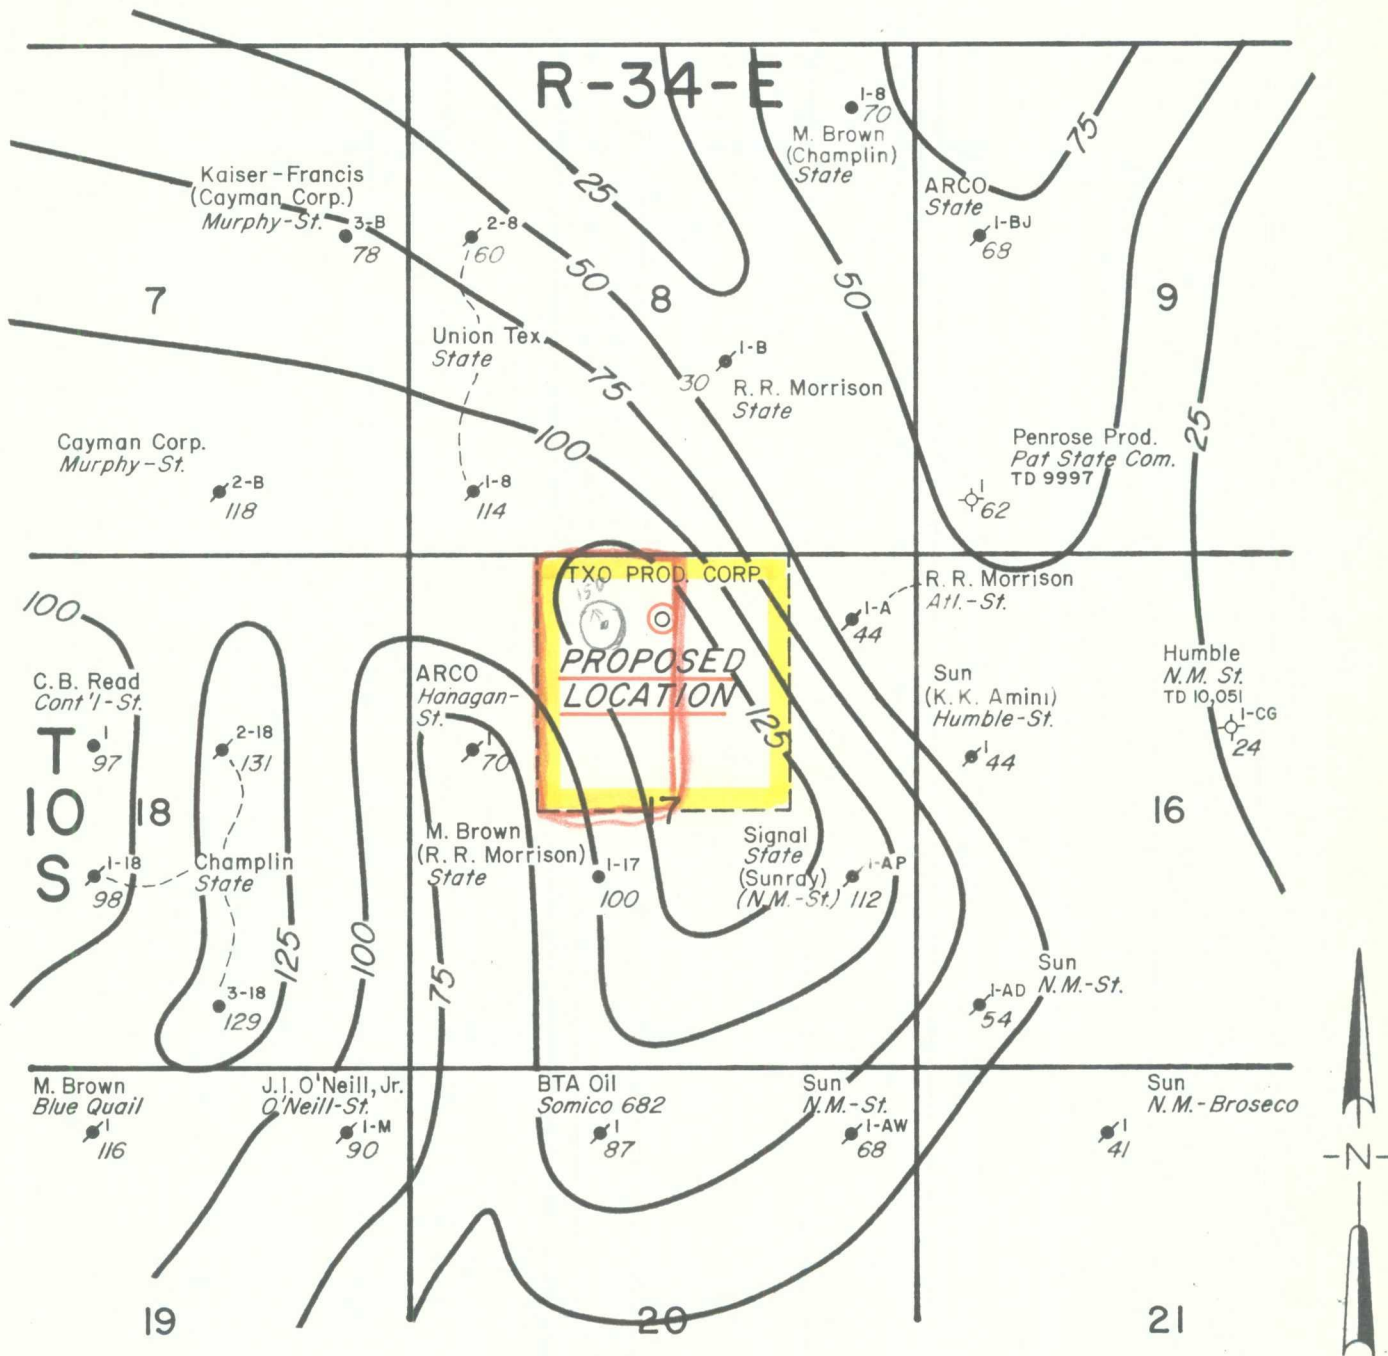 R-34-E
1-8
70
M. Brown
(Champlin)
State
75
Kaiser-Francis
(Cayman Corp.)
Murphy-St.
3-B
78
2-8
60
25
ARCO
State
1-BJ
68
50
50
7
8
9
Union Tex.
State
1-B
30
R.R. Morrison
State
75
100
25
Cayman Corp.
Murphy-St.
2-B
118
1-8
114
Penrose Prod.
Pat State Com.
TD 9997
1
62
TXO PROD. CORP.
150
PROPOSED
LOCATION
125
R.R. Morrison
Atl.-St.
1-A
44
100
C.B. Read
Cont'l-St.
1
97
2-18
131
ARCO
Hanagan-
St.
1
70
Sun
(K.K. Amini)
Humble-St.
1
44
Humble
N.M. St.
TD 10,051
1-CG
24
T
10
S
18
17
16
1-18
98
Champlin
State
M. Brown
(R.R. Morrison)
State
1-17
100
Signal
State
(Sunray)
(N.M.-St.)
1-AP
112
125
100
75
3-18
129
Sun
N.M.-St.
1-AD
54
M. Brown
Blue Quail
1
116
J.I. O'Neill, Jr.
O'Neill-St.
1-M
90
BTA Oil
Somico 682
1
87
Sun
N.M.-St.
1-AW
68
Sun
N.M.-Broseco
1
41
-N-
19
20
21